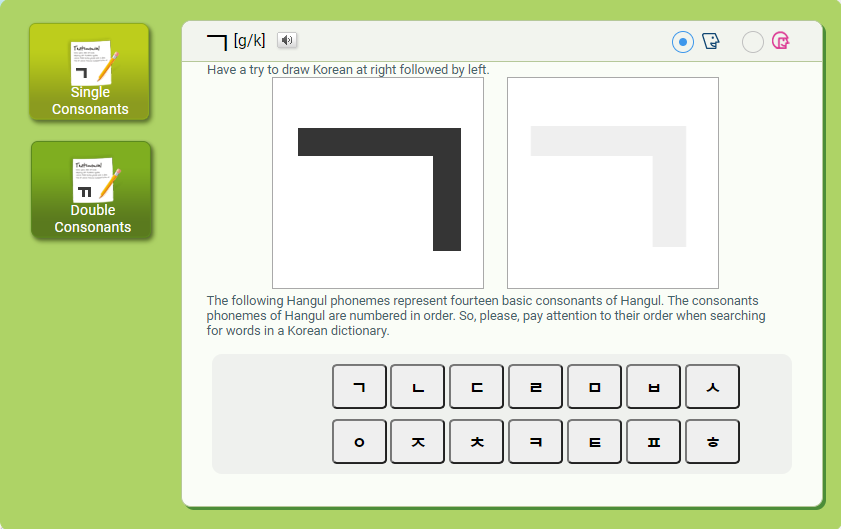 Testimonial
Single
Consonants
Testimonial
Double
Consonants
ㄱ [g/k]
Have a try to draw Korean at right followed by left.
ㄱ ㄱ
The following Hangul phonemes represent fourteen basic consonants of Hangul. The consonants
phonemes of Hangul are numbered in order. So, please, pay attention to their order when searching
for words in a Korean dictionary.
ㄱ ㄴ ㄷ ㄹ ㅁ ㅂ ㅅ
ㅇ ㅈ ㅊ ㅋ ㅌ ㅍ ㅎ